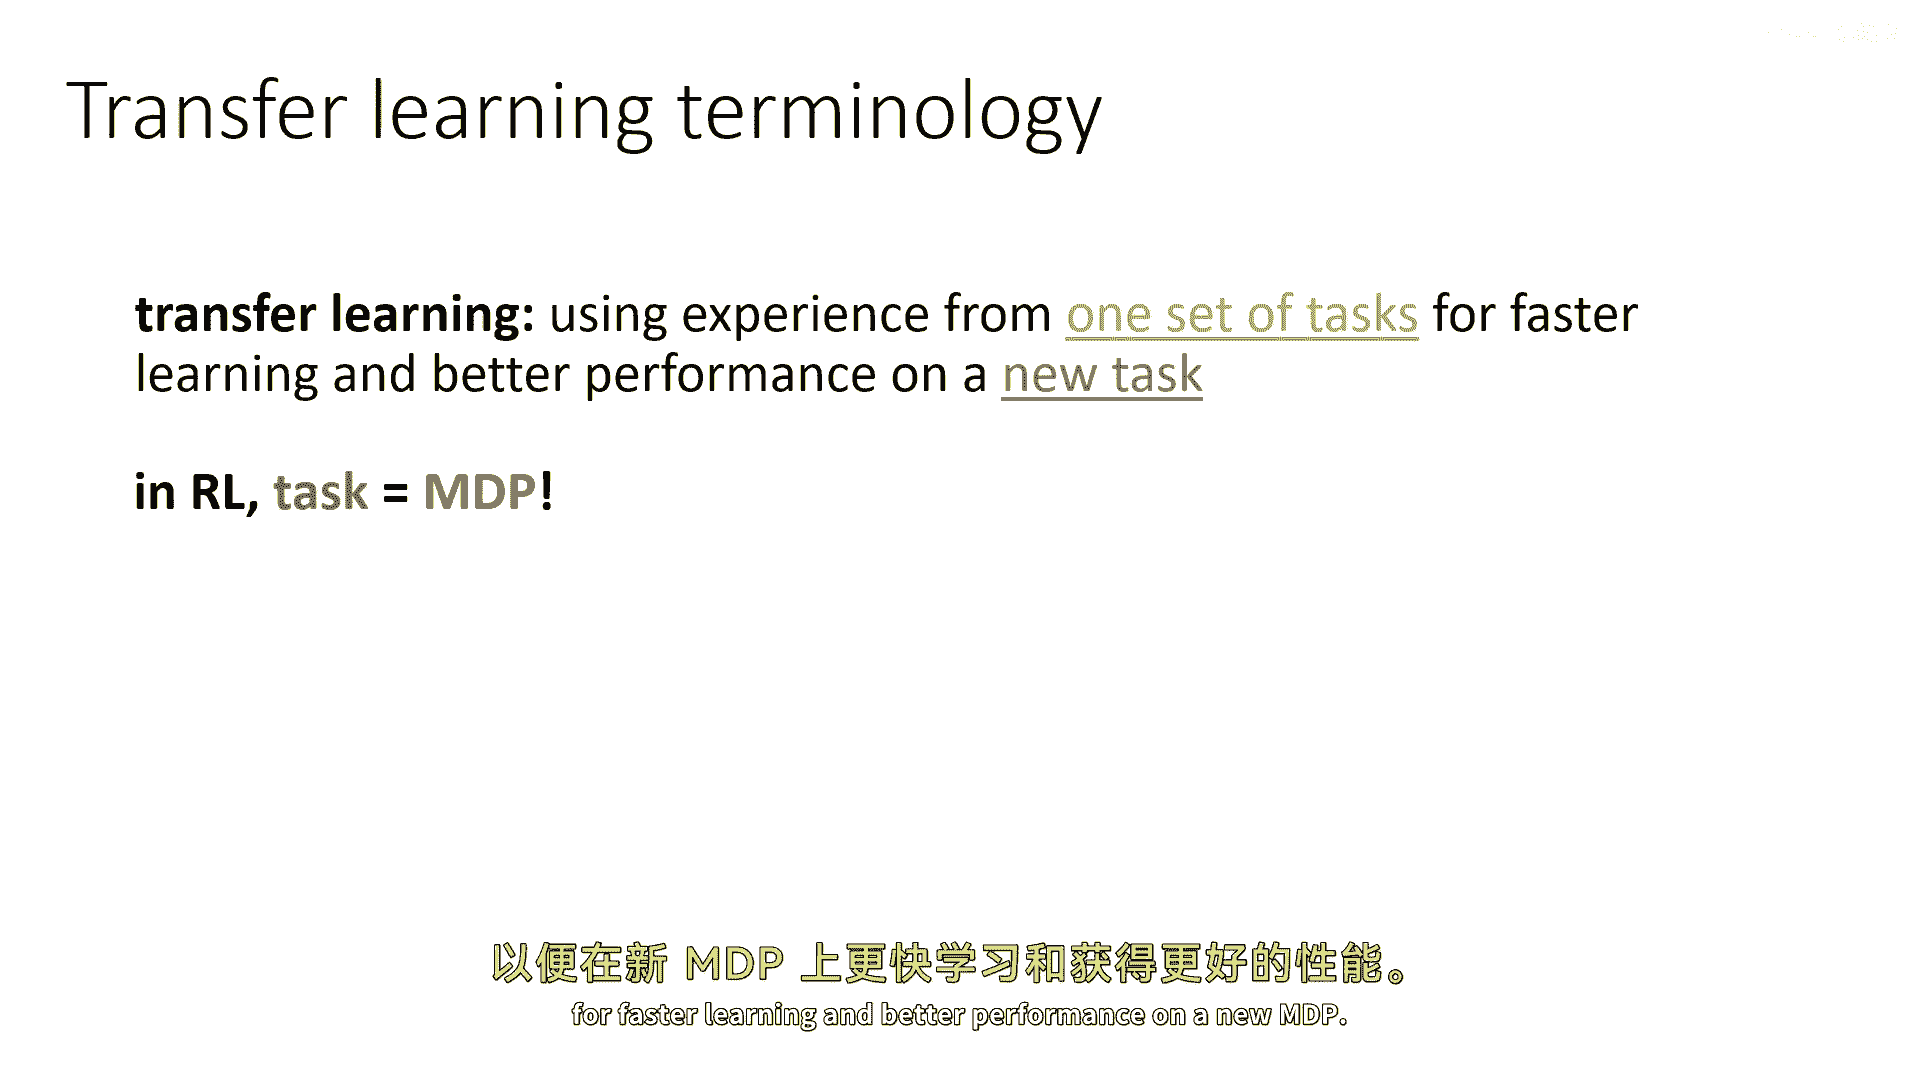 Transfer learning terminology
transfer learning: using experience from one set of tasks for faster
learning and better performance on a new task
in RL, task = MDP!
以便在新 MDP 上更快学习和获得更好的性能。
for faster learning and better performance on a new MDP.